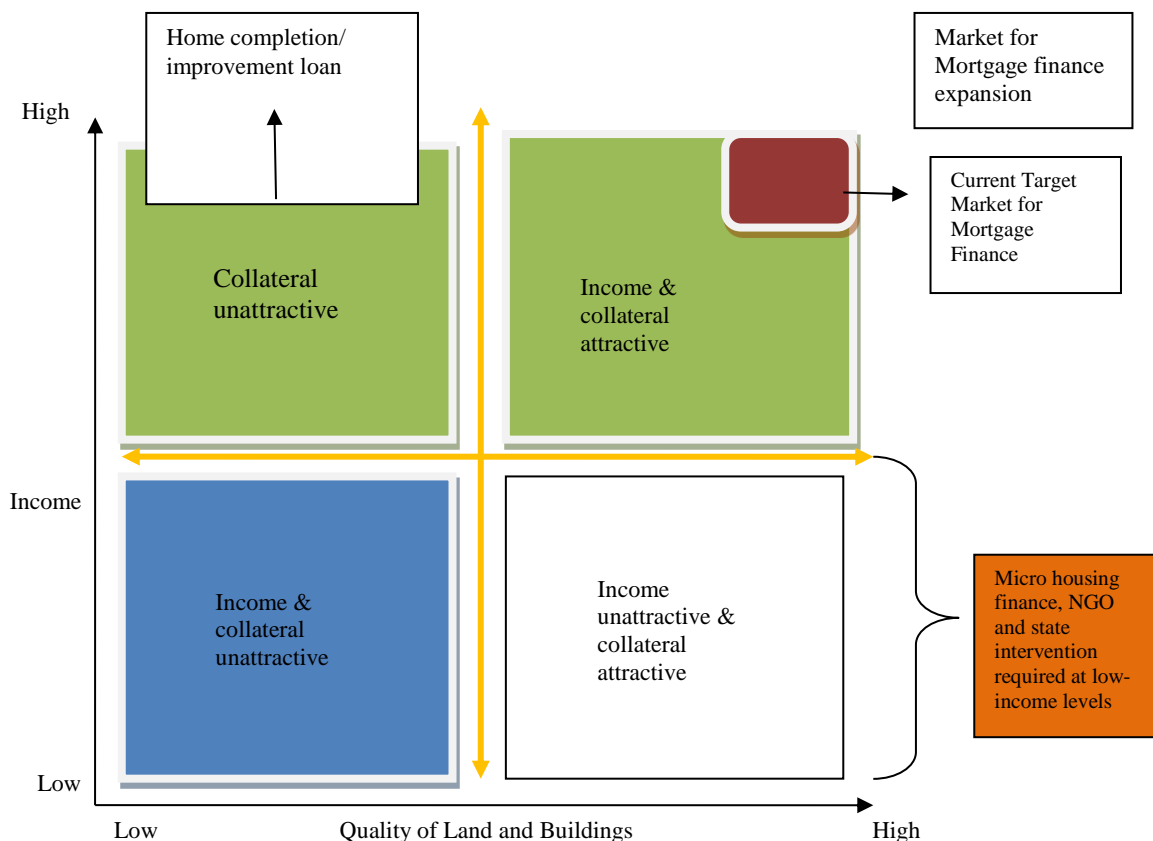 Home completion/
improvement loan
Market for
Mortgage finance
expansion
High
Current Target
Market for
Mortgage
Finance
Collateral
unattractive
Income &
collateral
attractive
Income
Income &
collateral
unattractive
Income
unattractive &
collateral
attractive
Micro housing
finance, NGO
and state
intervention
required at low-
income levels
Low
Low
Quality of Land and Buildings
High